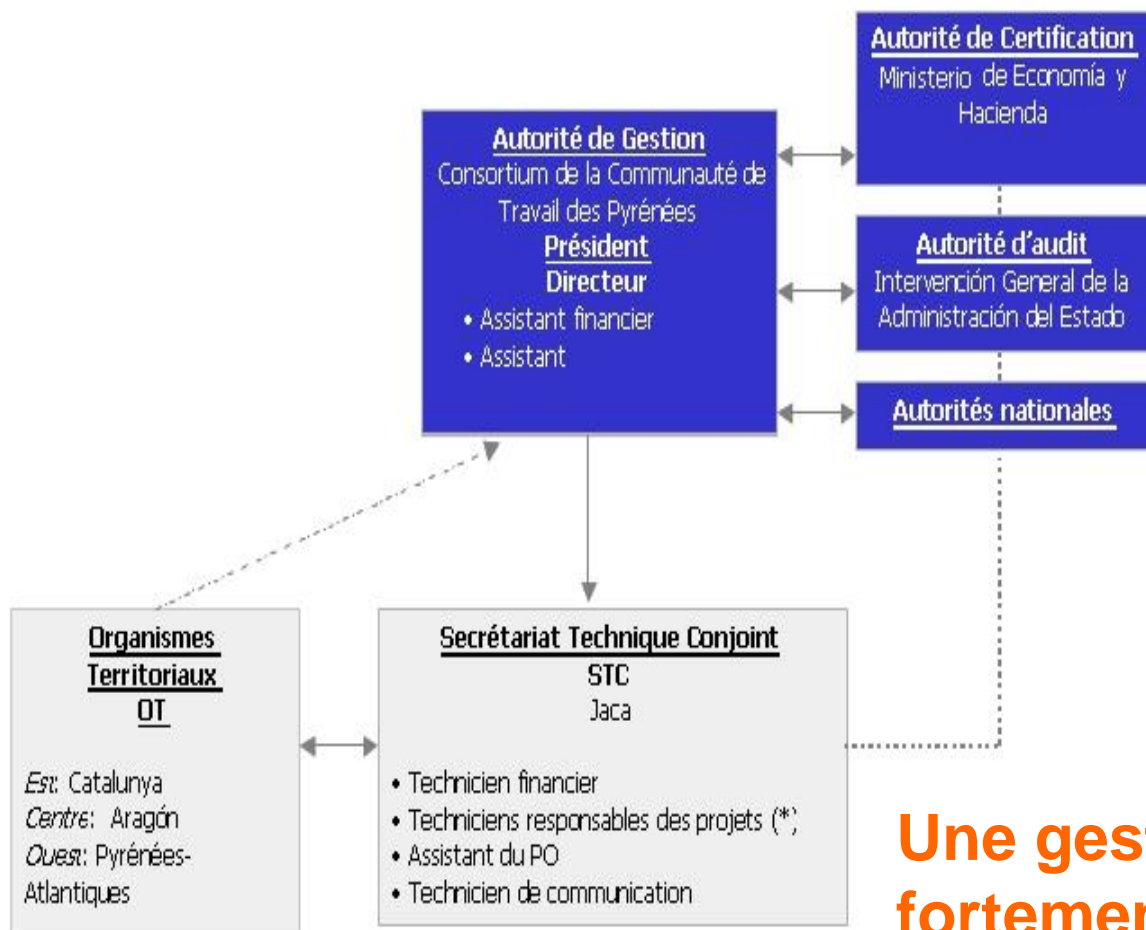 Autorité de Certification
Ministerio de Economía y
Hacienda
Autorité de Gestion
Consortium de la Communauté de
Travail des Pyrénées
Président
Directeur
• Assistant financier
• Assistant
Autorité d'audit
Intervención General de la
Administración del Estado
Autorités nationales
Organismes
Territoriaux
OT
Est: Catalunya
Centre: Aragón
Ouest: Pyrénées-
Atlantiques
Secrétariat Technique Conjoint
STC
Jaca
• Technicien financier
• Techniciens responsables des projets (*)
• Assistant du PO
• Technicien de communication
Une